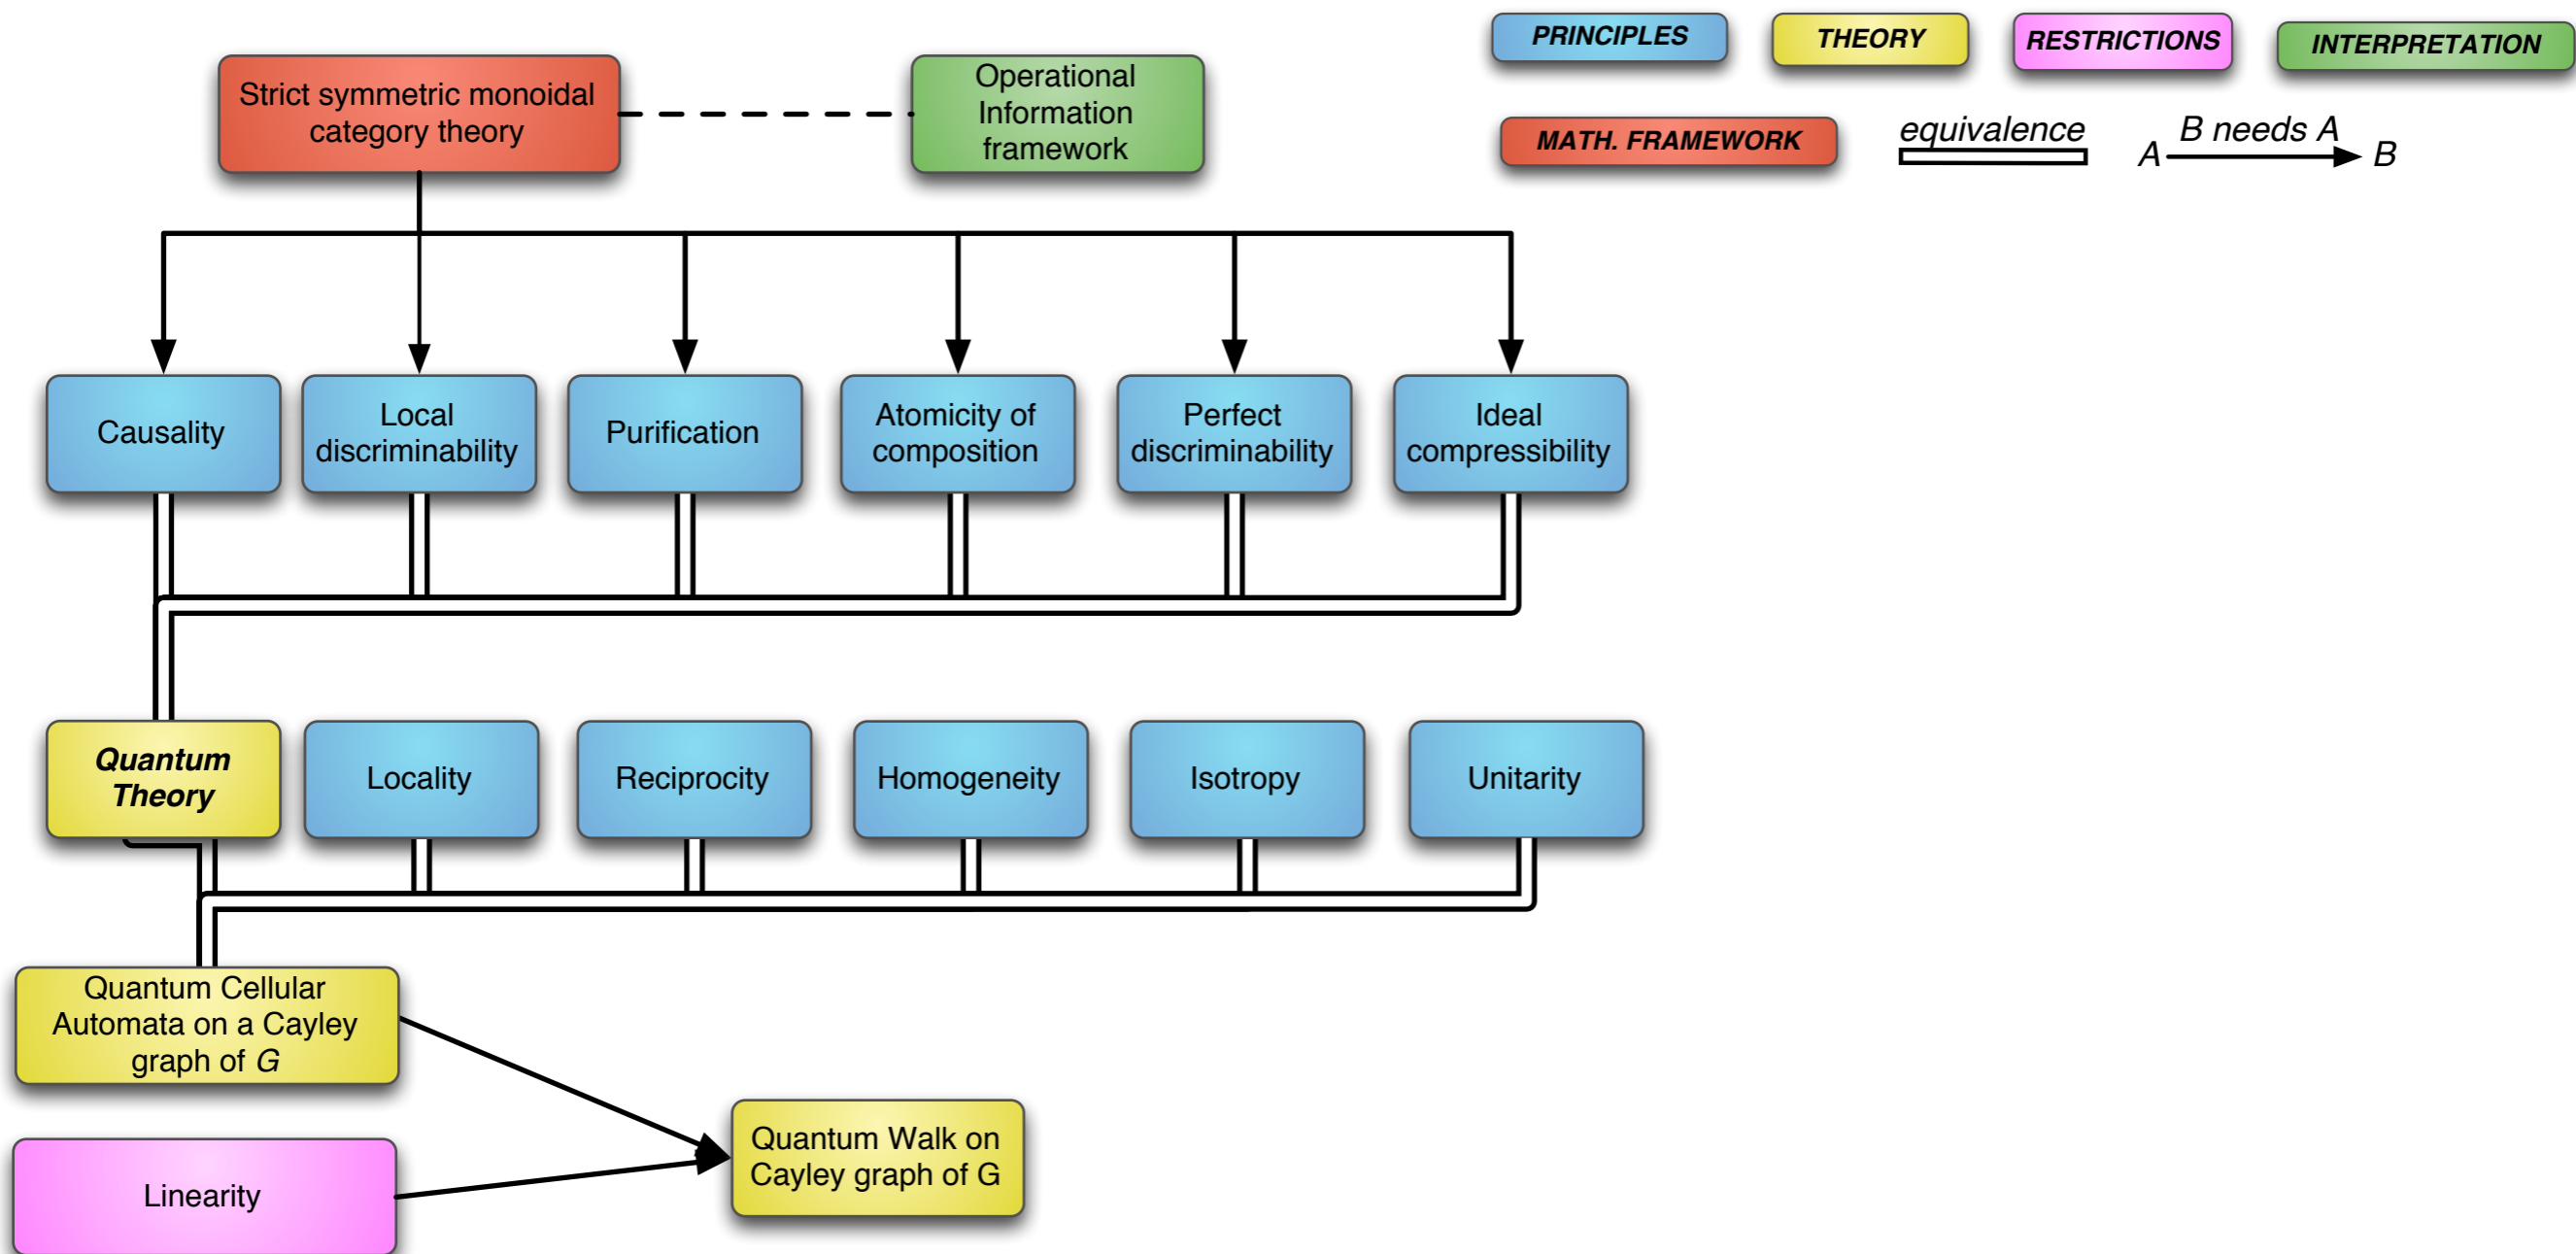 PRINCIPLES
THEORY
RESTRICTIONS
INTERPRETATION
MATH. FRAMEWORK
equivalence
B needs A
A
B
Strict symmetric monoidal
category theory
Operational
Information
framework
Causality
Local
discriminability
Purification
Atomicity of
composition
Perfect
discriminability
Ideal
compressibility
Quantum
Theory
Locality
Reciprocity
Homogeneity
Isotropy
Unitarity
Quantum Cellular
Automata on a Cayley
graph of G
Quantum Walk on
Cayley graph of G
Linearity